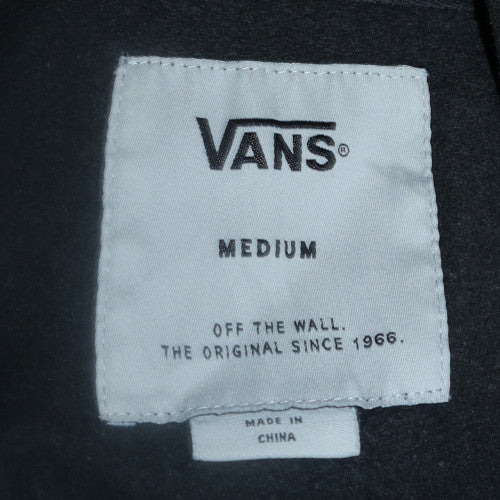 VANS®
MEDIUM
OFF THE WALL.
THE ORIGINAL SINCE 1966.
MADE IN
CHINA